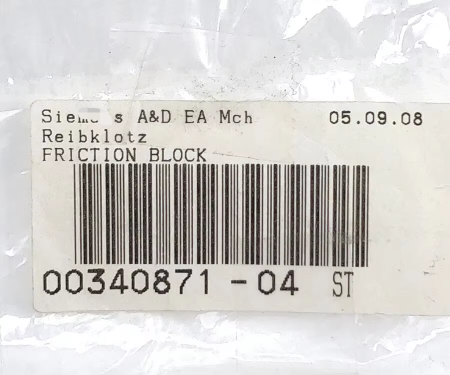 Siemens A&D EA Mch 05.09.08
Reibklotz
FRICTION BLOCK
00340871-04 ST